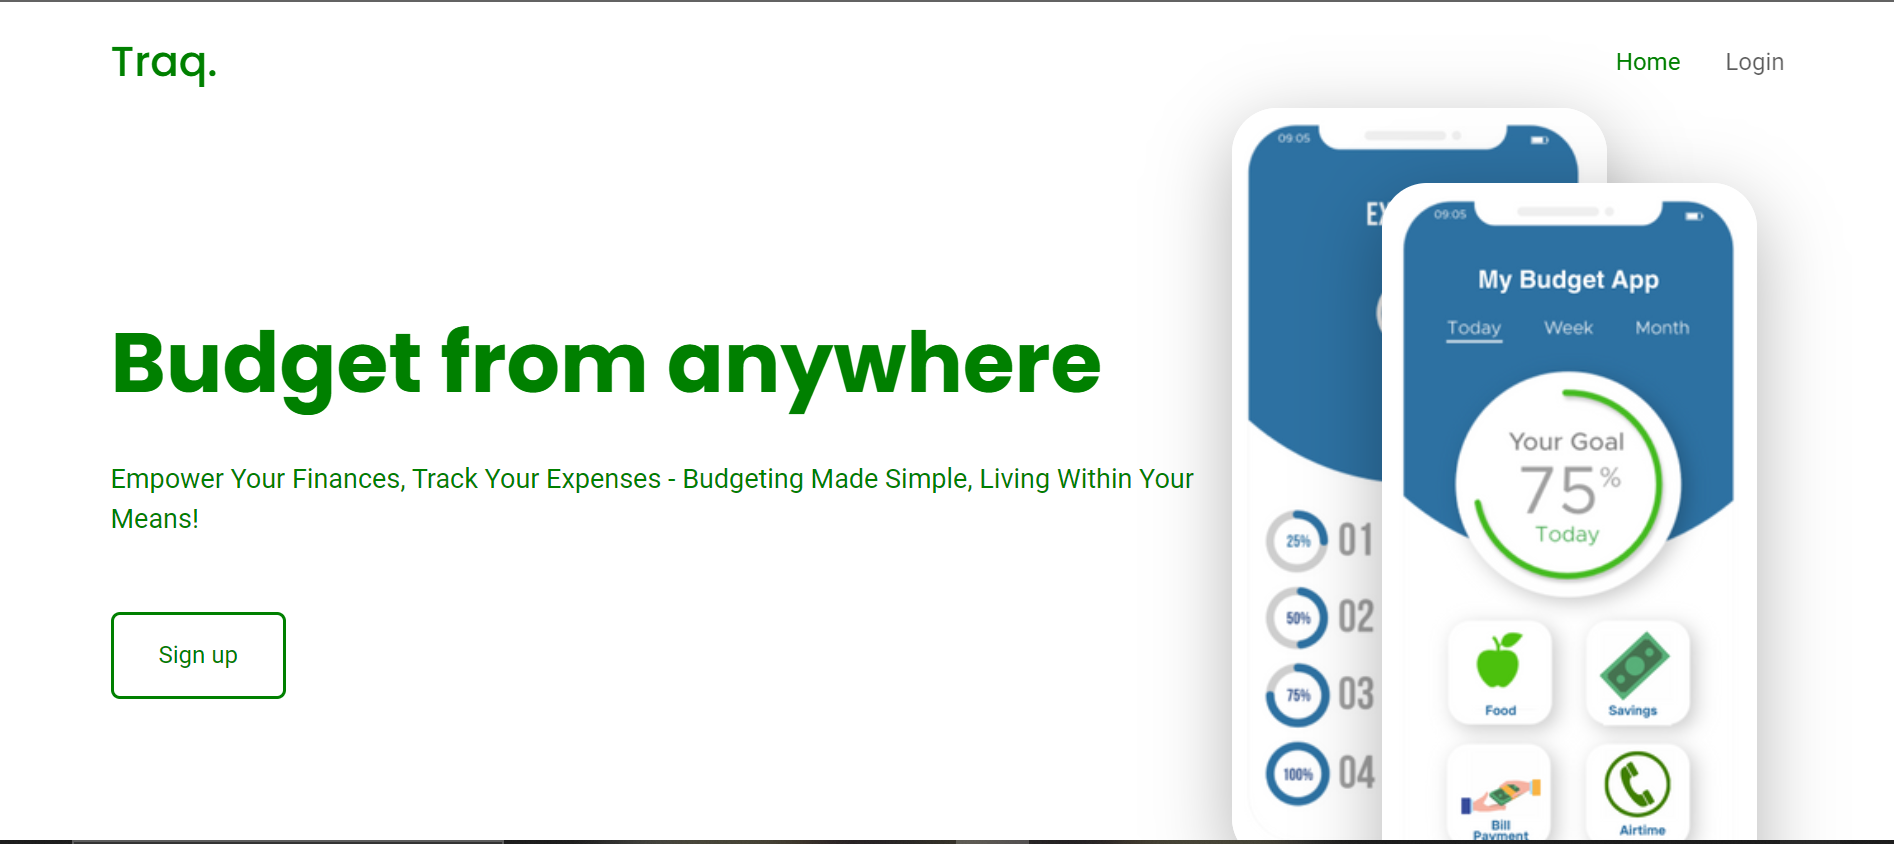 Traq.
Home Login
Budget from anywhere
Empower Your Finances, Track Your Expenses - Budgeting Made Simple, Living Within Your
Means!
Sign up
09:05
25% 01
50% 02
75% 03
100% 04
09:05
My Budget App
Today Week Month
Your Goal
75%
Today
Food Savings
Bill
Payment
Airtime